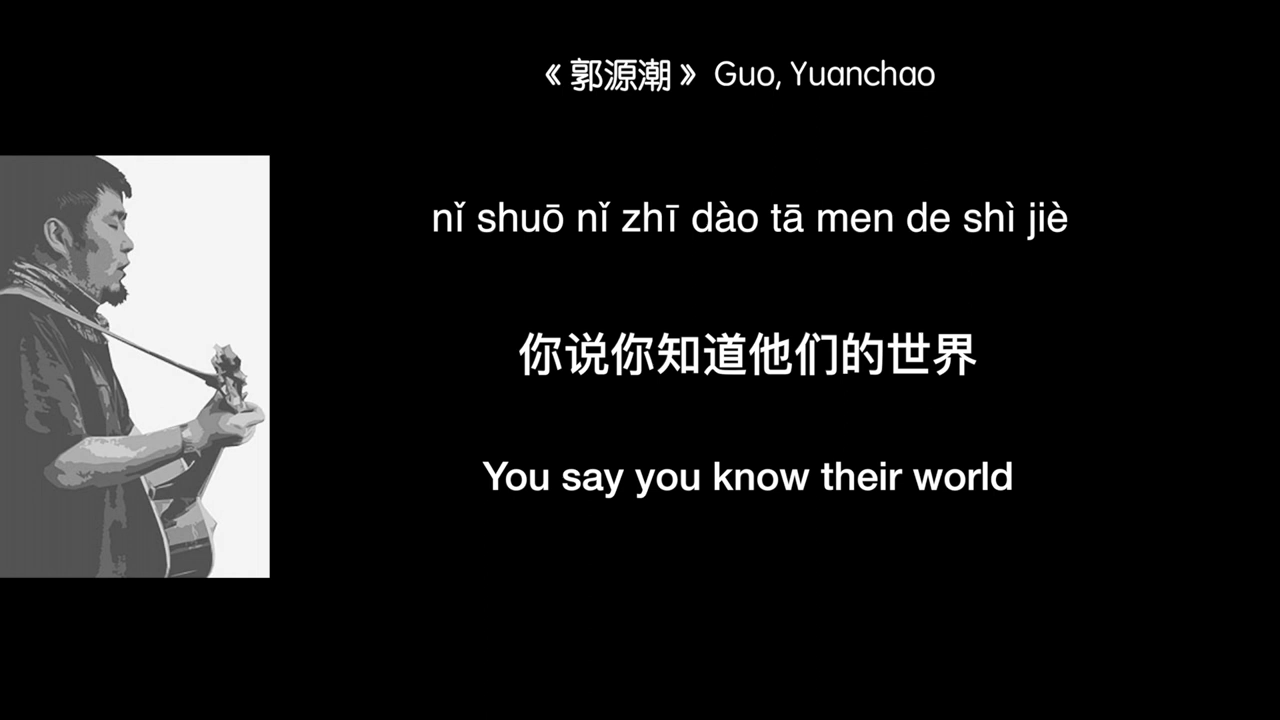 《郭源潮》 Guo, Yuanchao
nǐ shuō nǐ zhī dào tā men de shì jiè
你说你知道他们的世界
You say you know their world